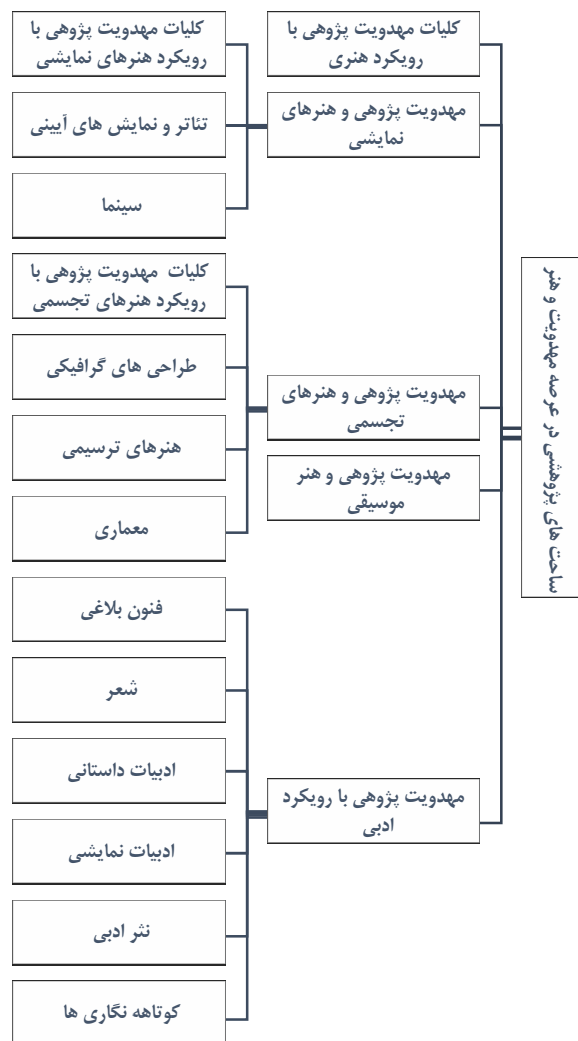 ساحت های پژوهشی در عرصه مهدویت و هنر
کلیات مهدویت پژوهی با
رویکرد هنری
مهدویت پژوهی و هنرهای
نمایشی
کلیات مهدویت پژوهی با
رویکرد هنرهای نمایشی
تئاتر و نمایش های آیینی
سینما
مهدویت پژوهی و هنرهای
تجسمی
کلیات مهدویت پژوهی با
رویکرد هنرهای تجسمی
طراحی های گرافیکی
هنرهای ترسیمی
معماری
مهدویت پژوهی و هنر
موسیقی
مهدویت پژوهی با رویکرد
ادبی
فنون بلاغی
شعر
ادبیات داستانی
ادبیات نمایشی
نثر ادبی
کوتاهه نگاری ها